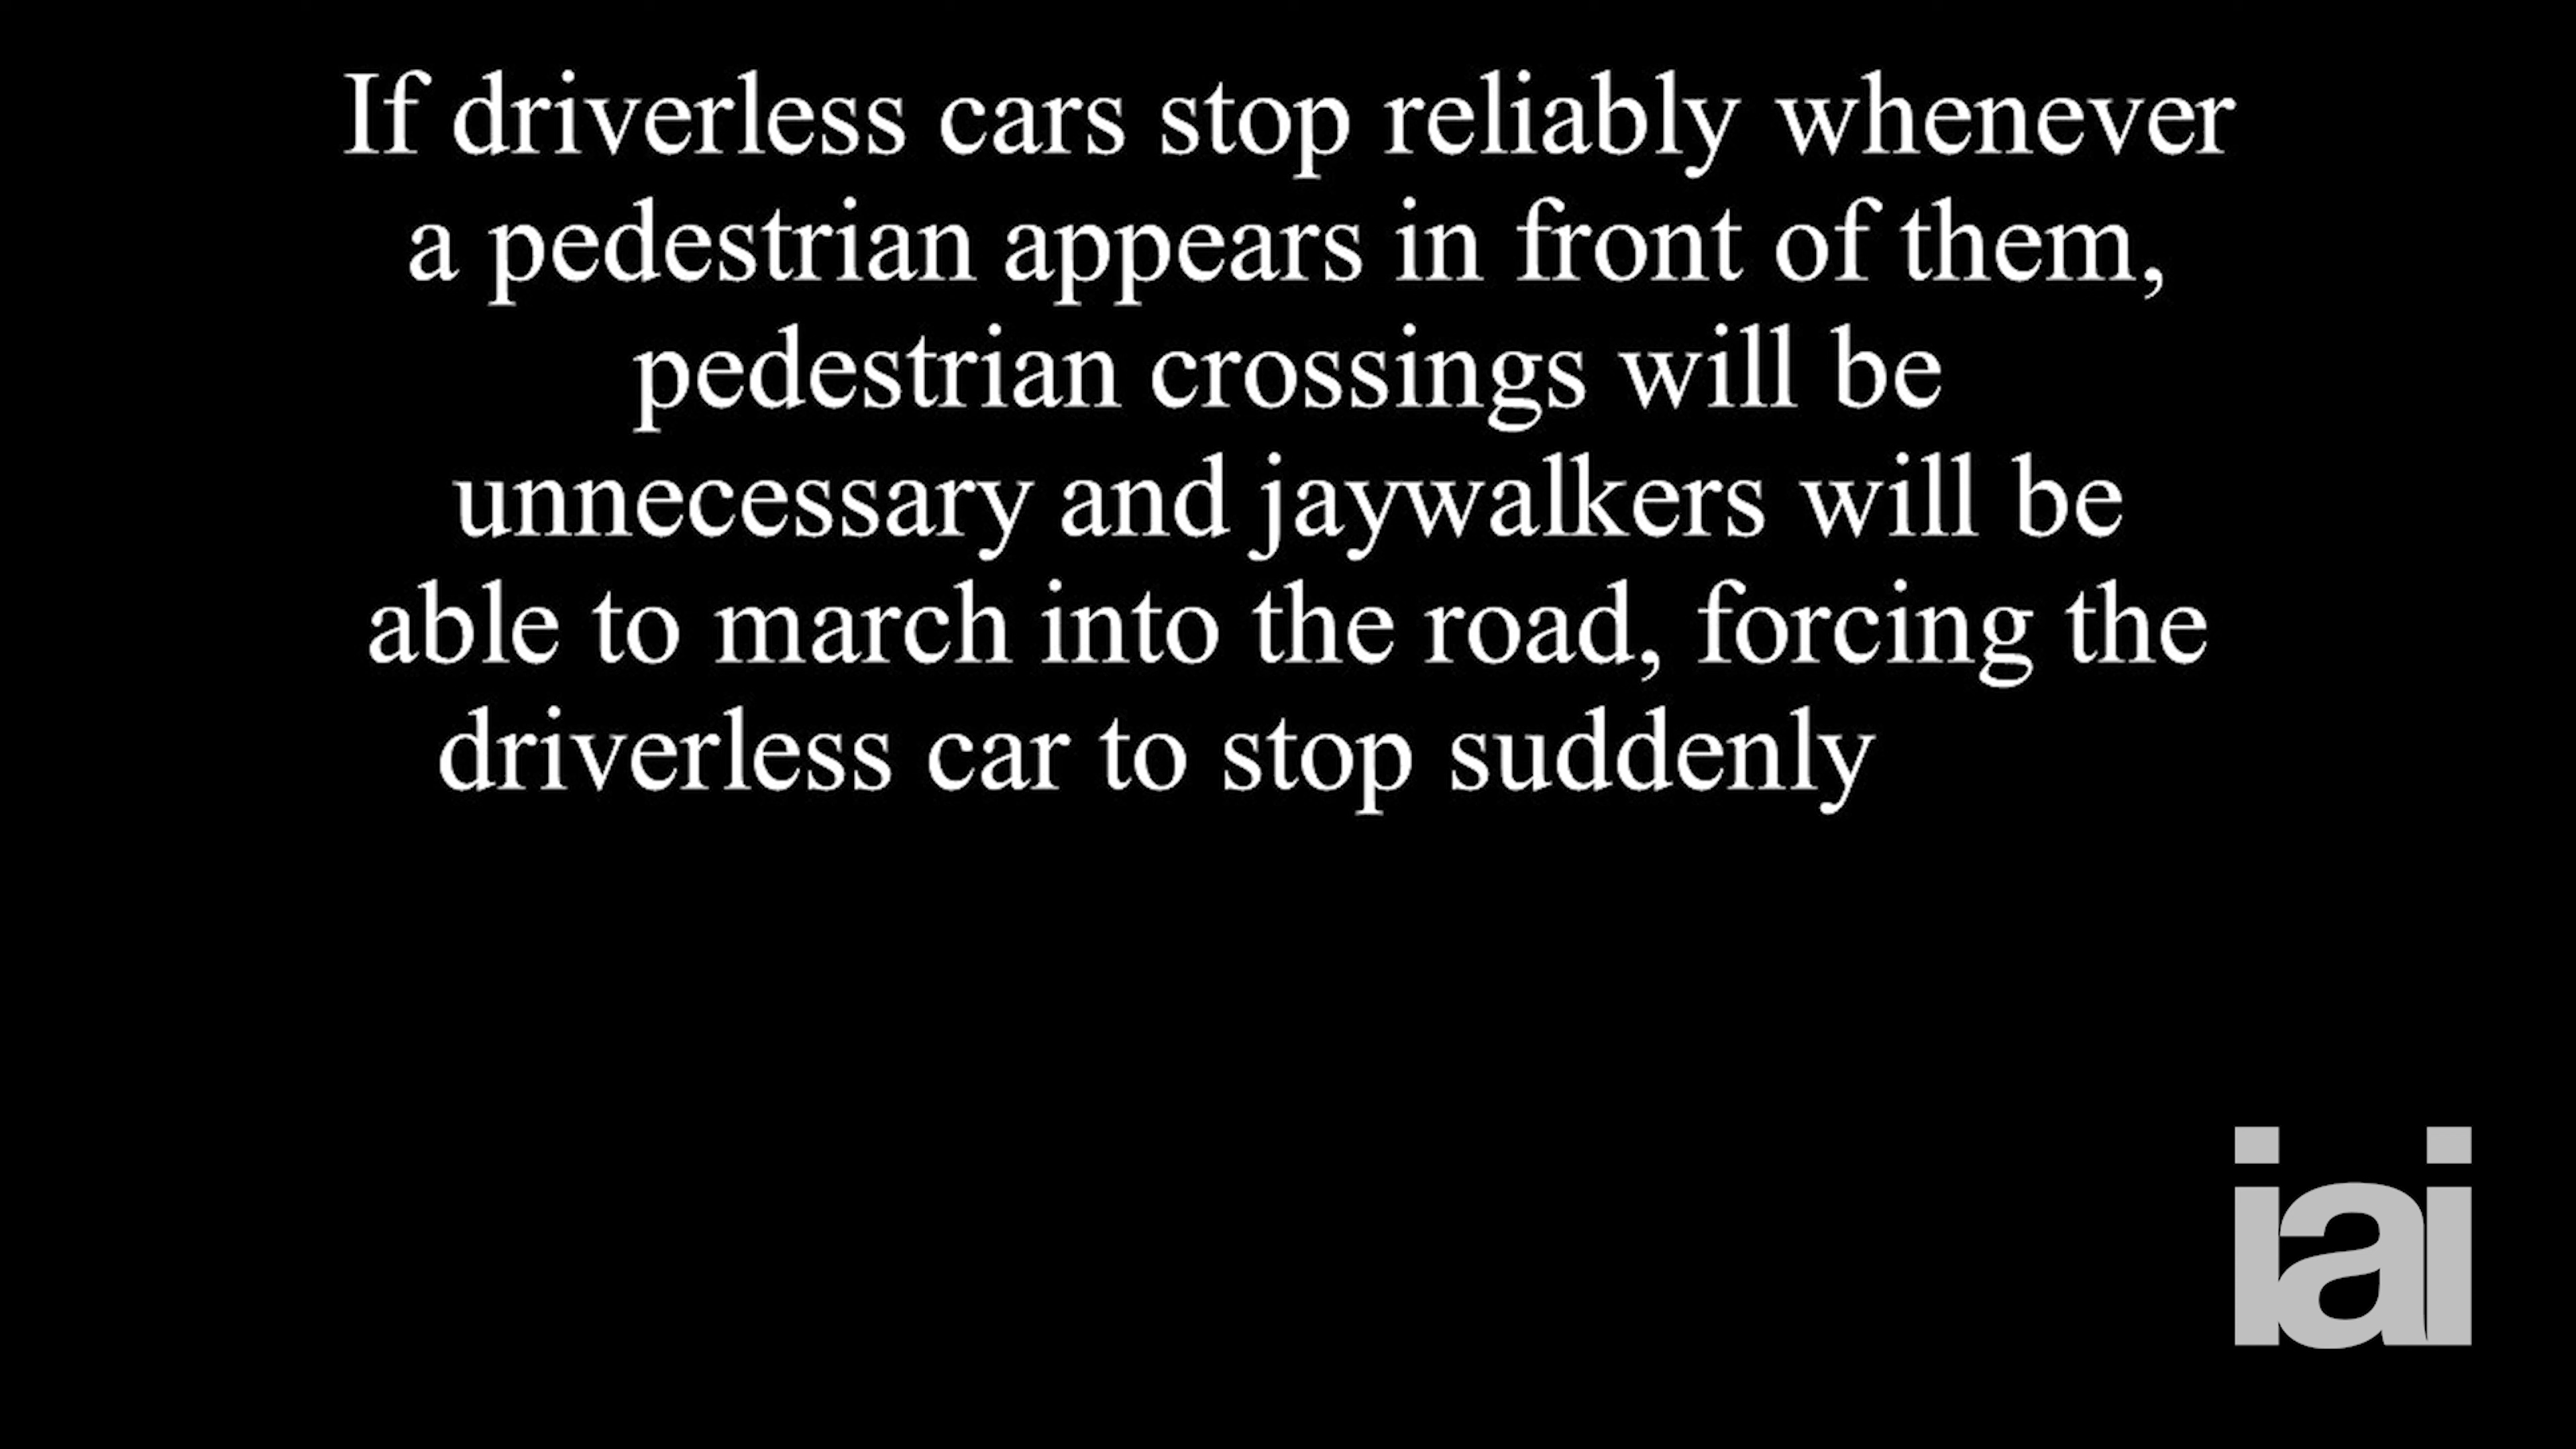 If driverless cars stop reliably whenever
a pedestrian appears in front of them,
pedestrian crossings will be
unnecessary and jaywalkers will be
able to march into the road, forcing the
driverless car to stop suddenly
iai